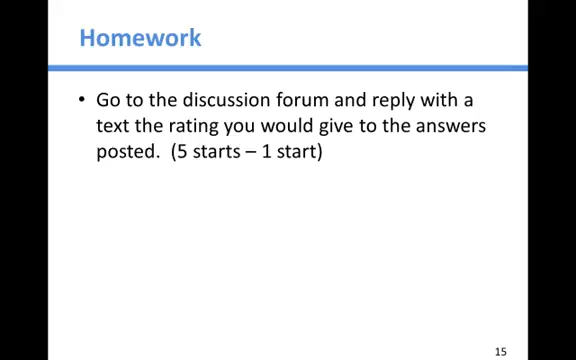 Homework
• Go to the discussion forum and reply with a
text the rating you would give to the answers
posted.  (5 starts – 1 start)
15